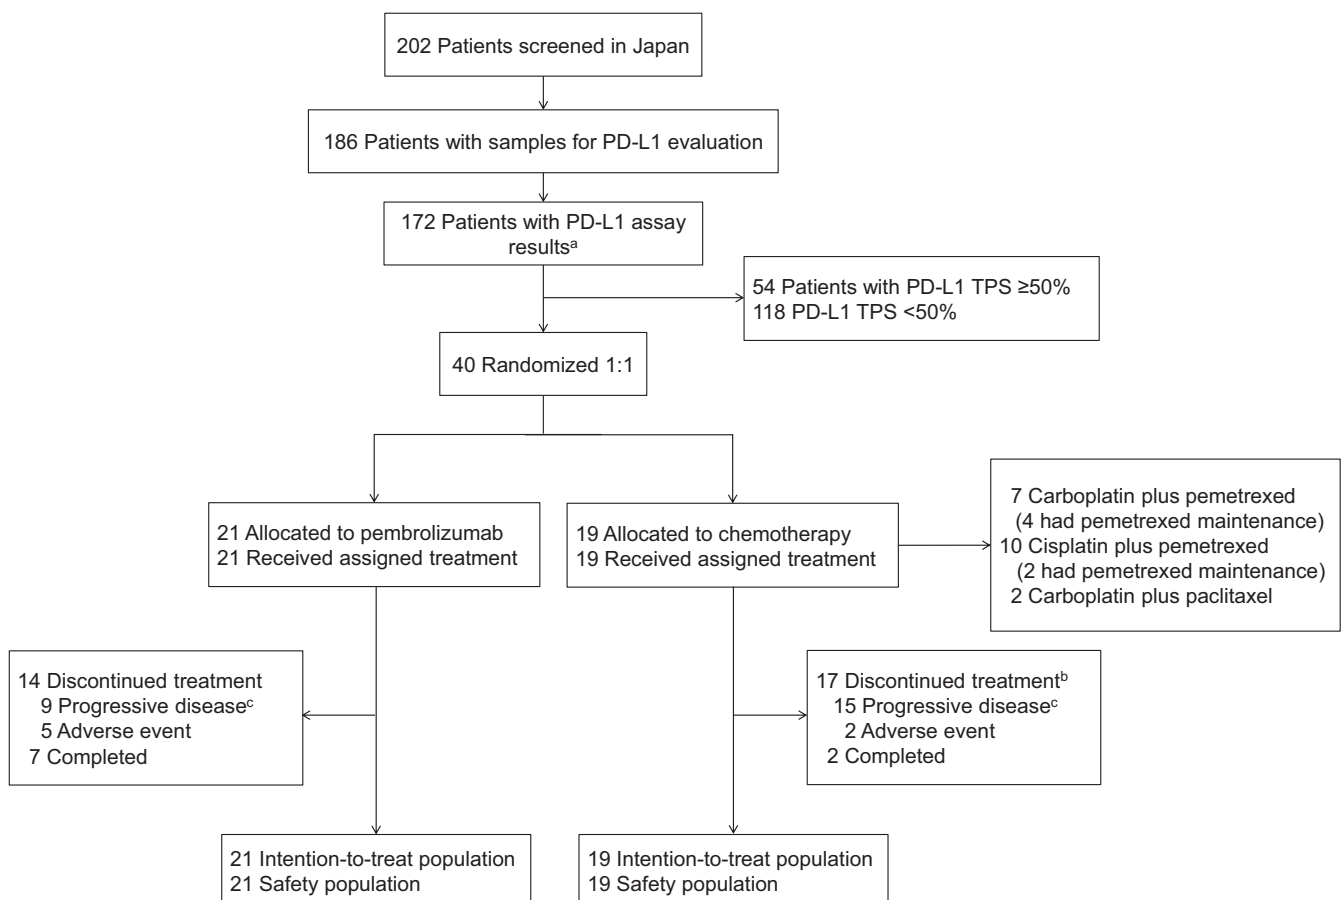 202 Patients screened in Japan
186 Patients with samples for PD-L1 evaluation
172 Patients with PD-L1 assay
resultsᵃ
54 Patients with PD-L1 TPS ≥50%
118 PD-L1 TPS <50%
40 Randomized 1:1
21 Allocated to pembrolizumab
21 Received assigned treatment
19 Allocated to chemotherapy
19 Received assigned treatment
7 Carboplatin plus pemetrexed
(4 had pemetrexed maintenance)
10 Cisplatin plus pemetrexed
(2 had pemetrexed maintenance)
2 Carboplatin plus paclitaxel
14 Discontinued treatment
9 Progressive diseaseᶜ
5 Adverse event
7 Completed
17 Discontinued treatmentᵇ
15 Progressive diseaseᶜ
2 Adverse event
2 Completed
21 Intention-to-treat population
21 Safety population
19 Intention-to-treat population
19 Safety population